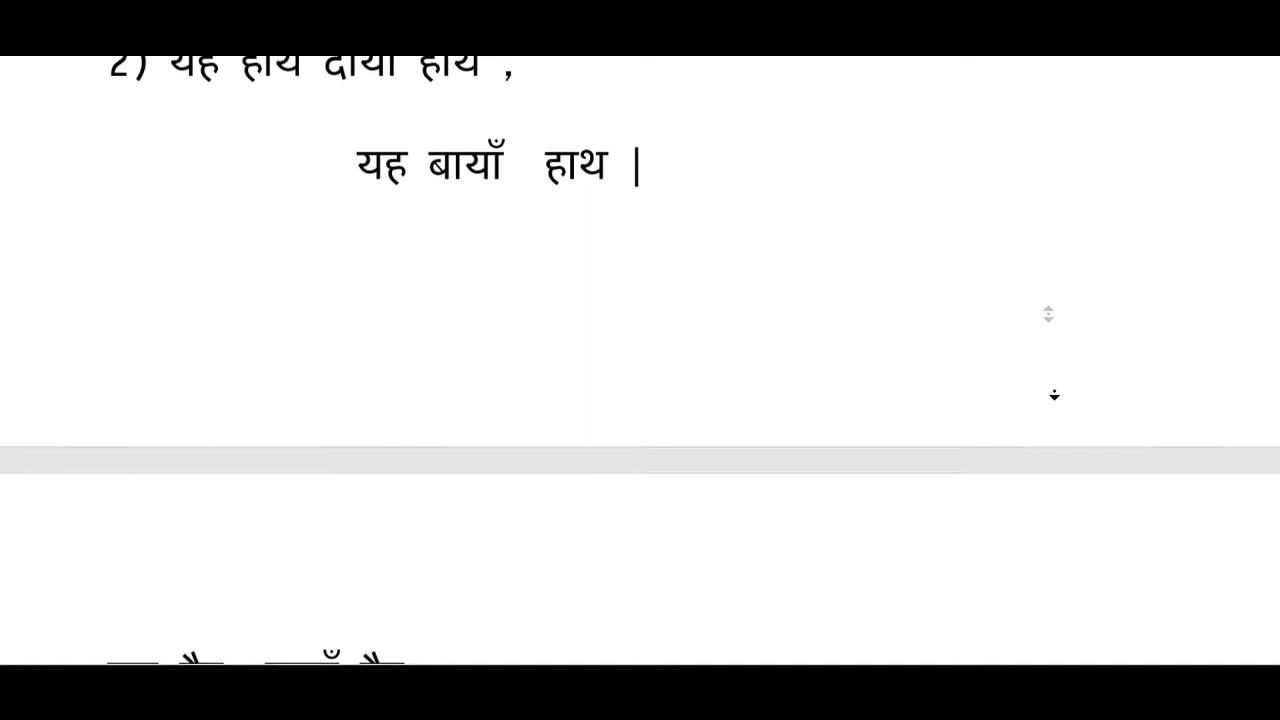 2) यह हाथ दायाँ हाथ ,
यह बायाँ हाथ |